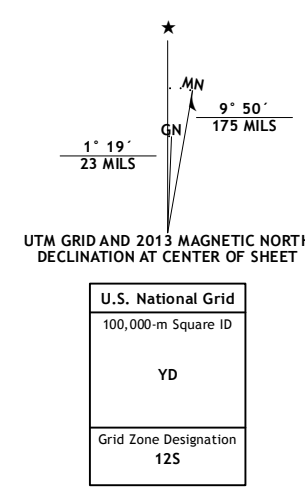 ★
MN
9° 50´
175 MILS
GN
1° 19´
23 MILS
UTM GRID AND 2013 MAGNETIC NORTH
DECLINATION AT CENTER OF SHEET
U.S. National Grid
100,000-m Square ID
YD
Grid Zone Designation
12S